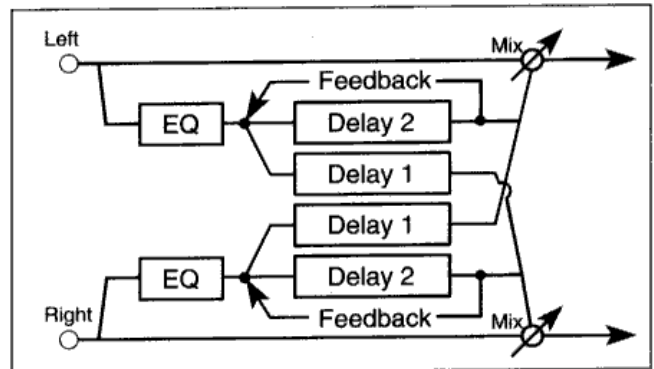 Left
Mix
Feedback
EQ
Delay 2
Delay 1
Delay 1
EQ
Delay 2
Right
Feedback
Mix